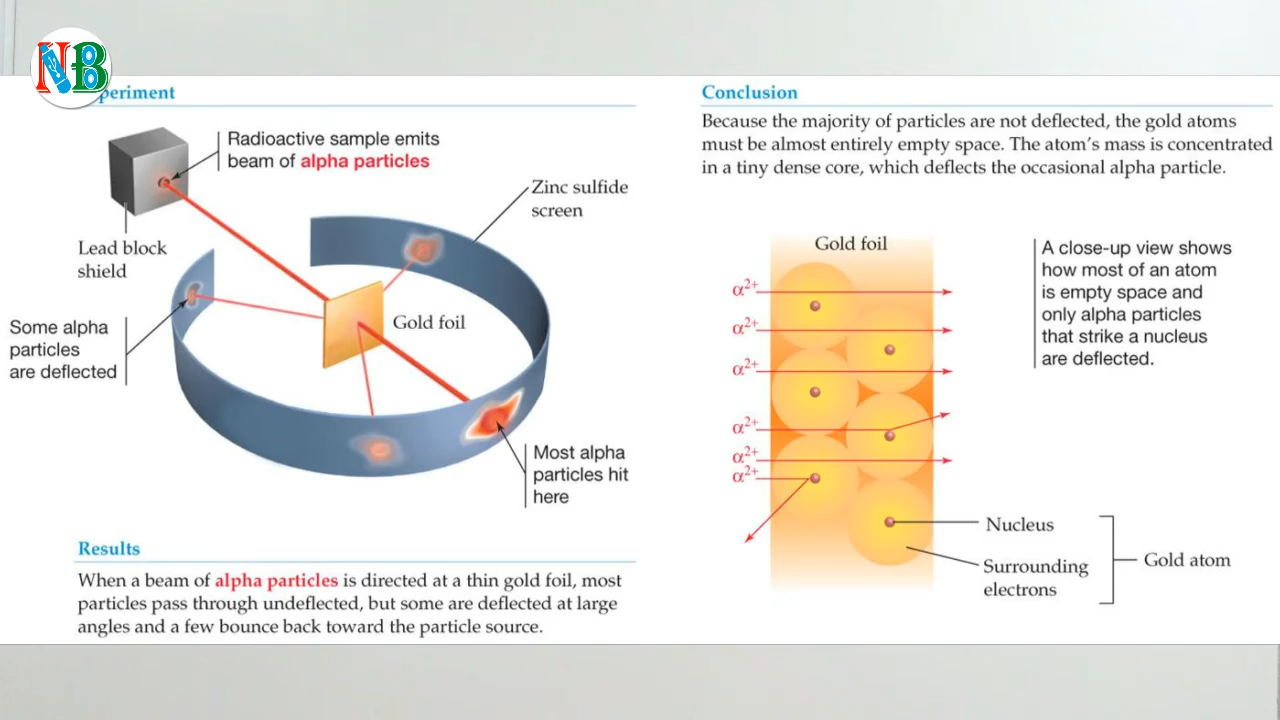 NB
periment
Radioactive sample emits
beam of alpha particles
Zinc sulfide
screen
Lead block
shield
Gold foil
Some alpha
particles
are deflected
Most alpha
particles hit
here
Results
When a beam of alpha particles is directed at a thin gold foil, most
particles pass through undeflected, but some are deflected at large
angles and a few bounce back toward the particle source.
Conclusion
Because the majority of particles are not deflected, the gold atoms
must be almost entirely empty space. The atom's mass is concentrated
in a tiny dense core, which deflects the occasional alpha particle.
Gold foil
α²⁺
α²⁺
α²⁺
α²⁺
α²⁺
α²⁺
A close-up view shows
how most of an atom
is empty space and
only alpha particles
that strike a nucleus
are deflected.
Nucleus
Surrounding
electrons
Gold atom